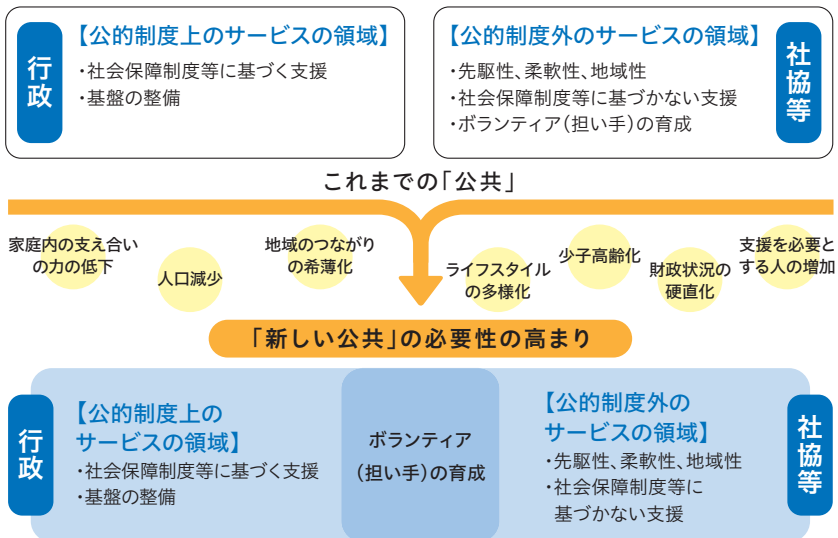 行政
【公的制度上のサービスの領域】
・社会保障制度等に基づく支援
・基盤の整備
【公的制度外のサービスの領域】
・先駆性、柔軟性、地域性
・社会保障制度等に基づかない支援
・ボランティア（担い手）の育成
社協等
これまでの「公共」
家庭内の支え合い
の力の低下
人口減少
地域のつながり
の希薄化
ライフスタイル
の多様化
少子高齢化
財政状況の
硬直化
支援を必要と
する人の増加
「新しい公共」の必要性の高まり
行政
【公的制度上の
サービスの領域】
・社会保障制度等に基づく支援
・基盤の整備
ボランティア
（担い手）の育成
【公的制度外の
サービスの領域】
・先駆性、柔軟性、地域性
・社会保障制度等に
基づかない支援
社協等